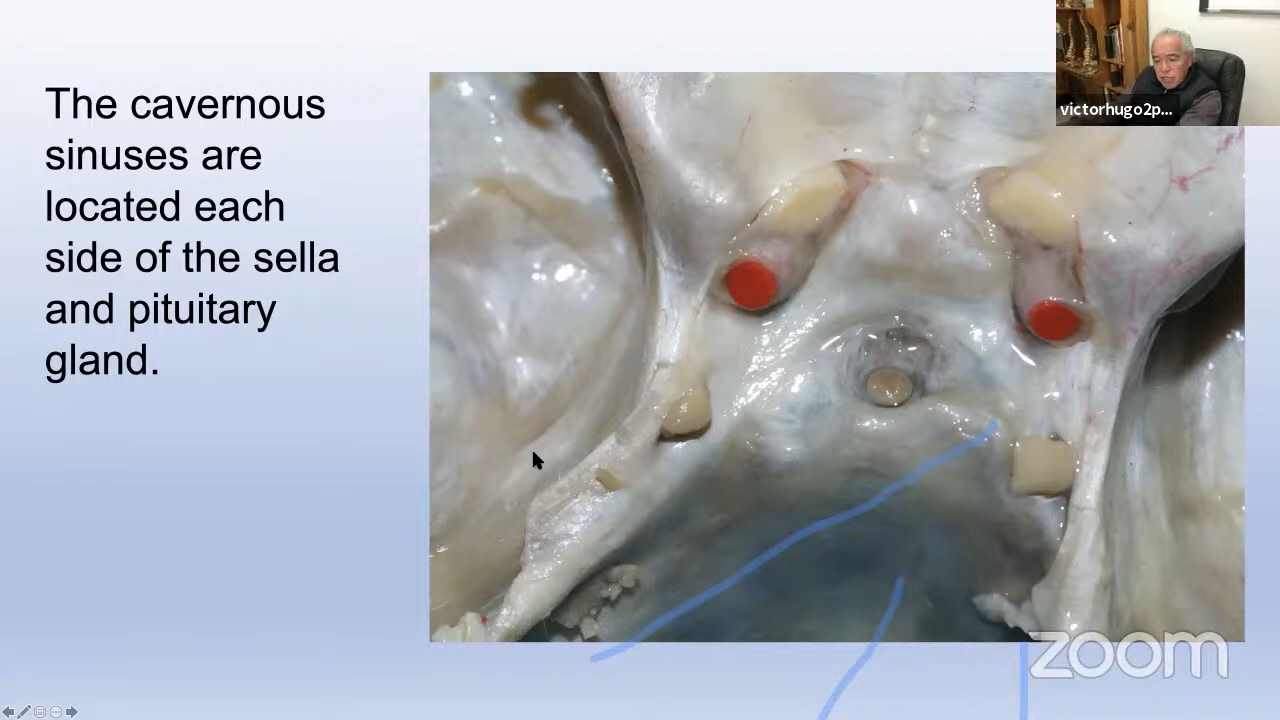 The cavernous
sinuses are
located each
side of the sella
and pituitary
gland.
victorhugo2p...
zoom